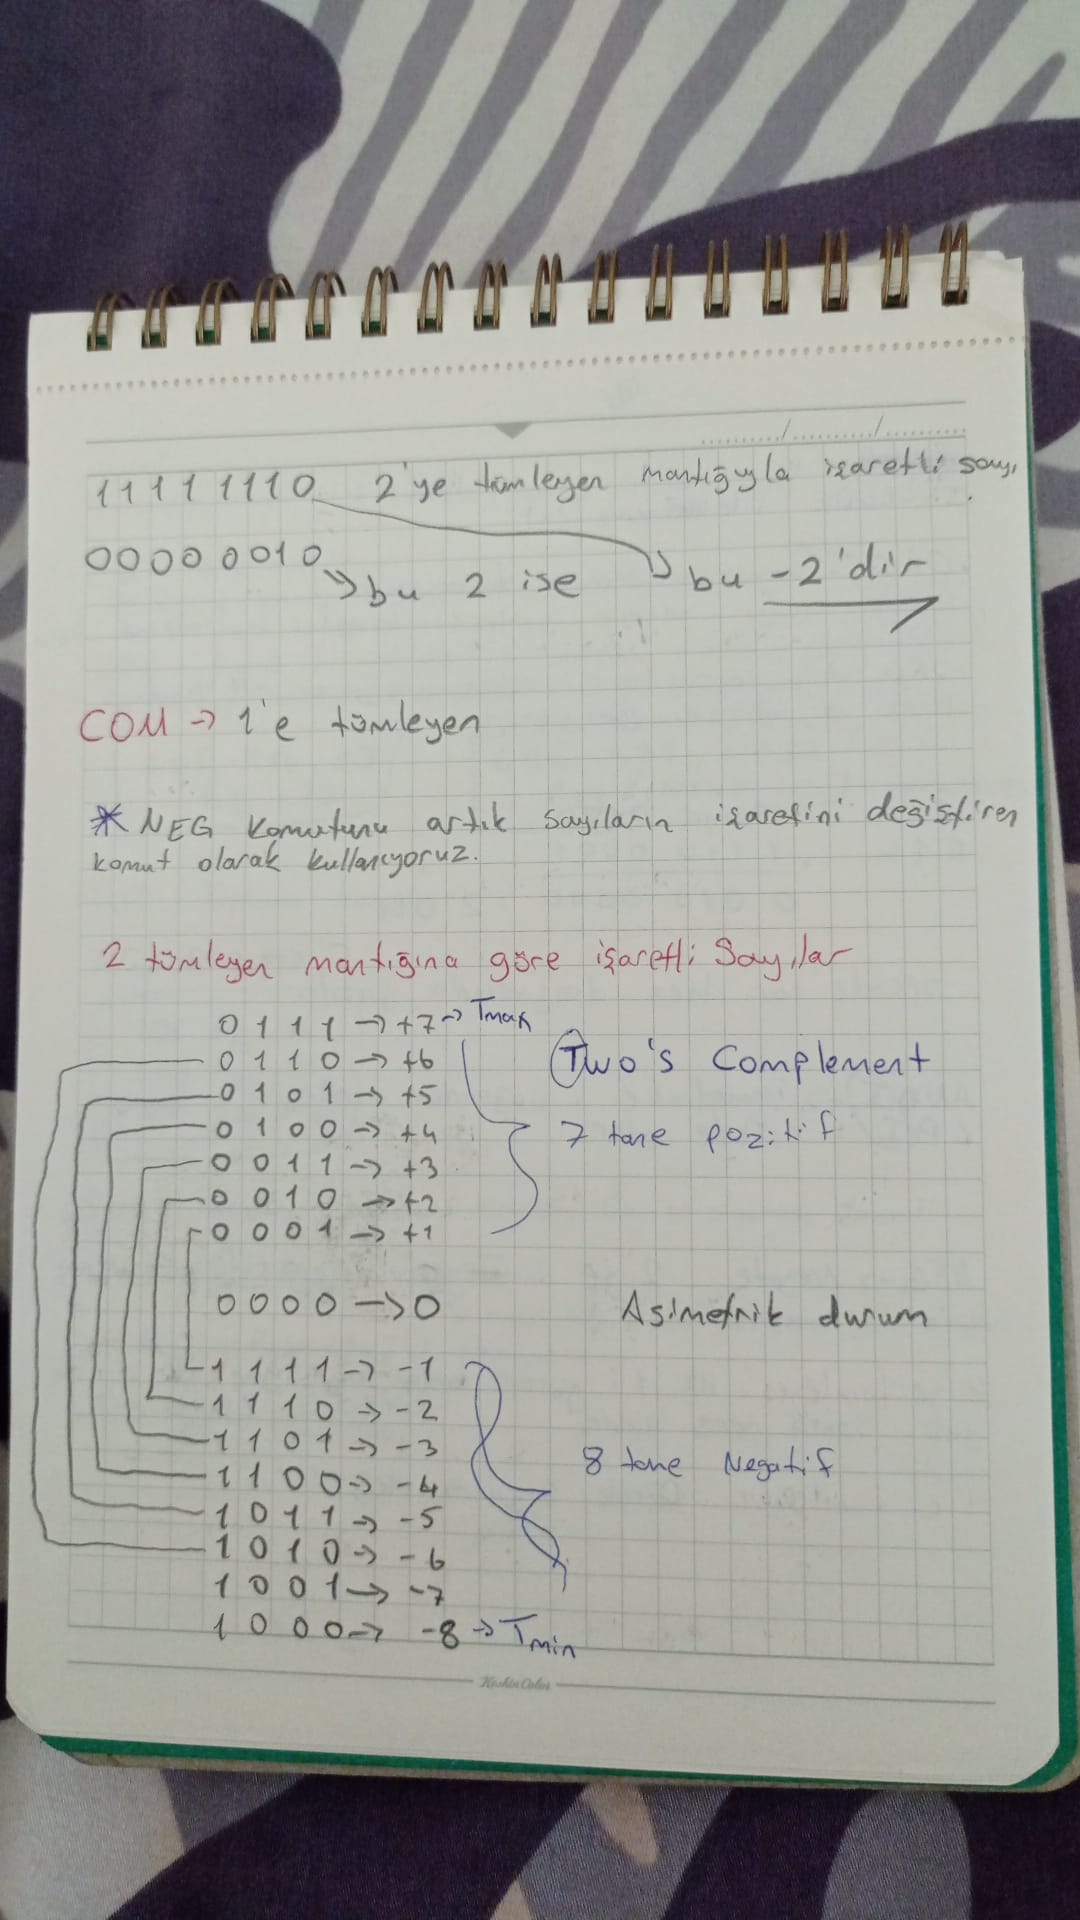 11111110 2'ye tümleyen mantığıyla işaretli sayı
00000010 → bu 2 ise → bu -2'dir
COM → 1'e tümleyen
* NEG komutunu artık sayıların işaretini değiştiren
komut olarak kullanıyoruz.
2 tümleyen mantığına göre işaretli Sayılar
0111 → +7 → Tmax
0110 → +6 Two's Complement
0101 → +5
0100 → +4 7 tane pozitif
0011 → +3
0010 → +2
0001 → +1
0000 → 0 Asimetrik durum
1111 → -1
1110 → -2
1101 → -3 8 tane Negatif
1100 → -4
1011 → -5
1010 → -6
1001 → -7
1000 → -8 → Tmin
Keskin Color